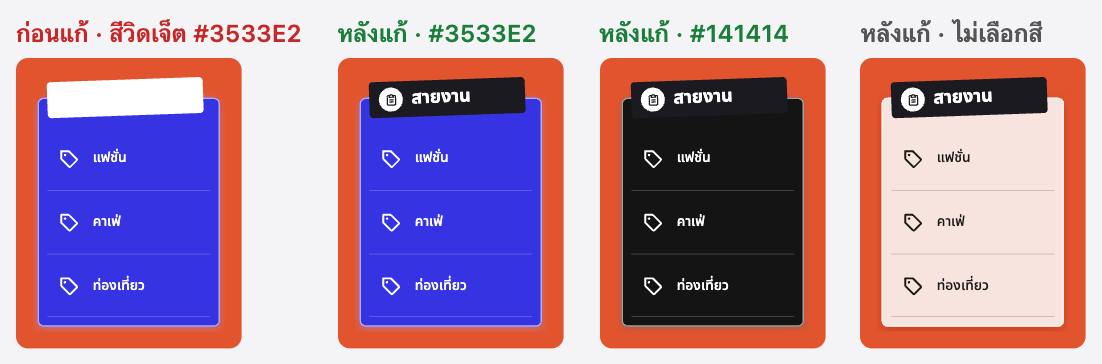 ก่อนแก้ · สีวิดเจ็ต #3533E2
แฟชั่น
คาเฟ่
ท่องเที่ยว
หลังแก้ · #3533E2
สายงาน
แฟชั่น
คาเฟ่
ท่องเที่ยว
หลังแก้ · #141414
สายงาน
แฟชั่น
คาเฟ่
ท่องเที่ยว
หลังแก้ · ไม่เลือกสี
สายงาน
แฟชั่น
คาเฟ่
ท่องเที่ยว